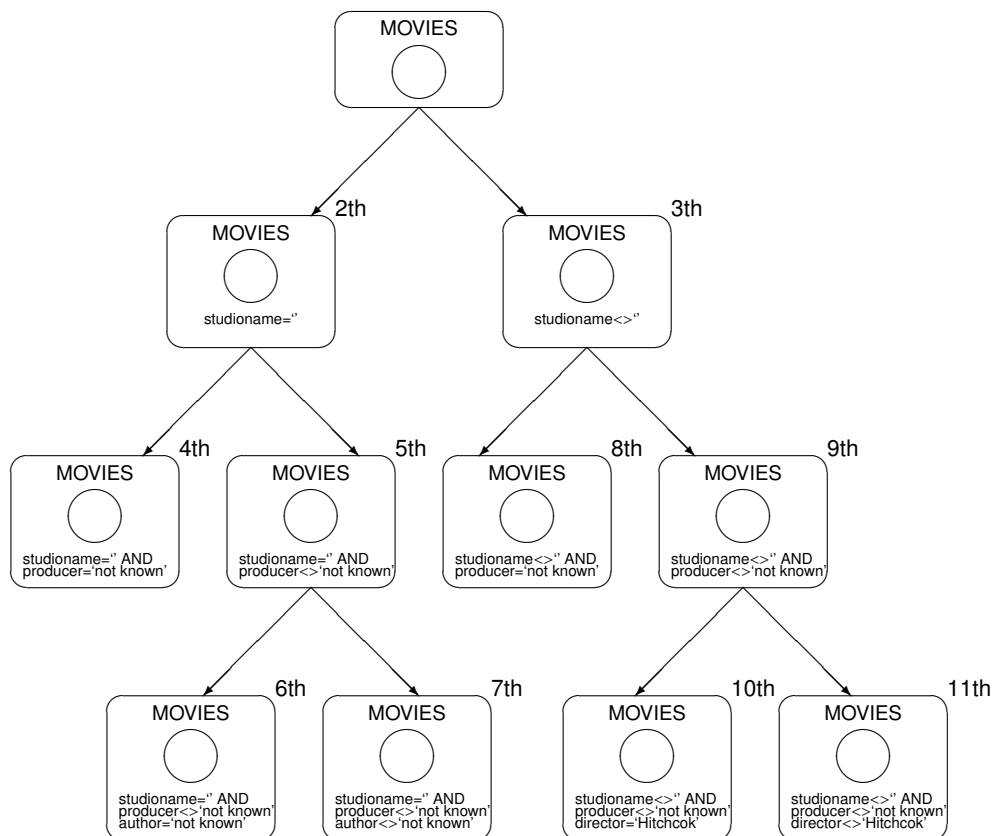 MOVIES
2th
MOVIES
studioname=‘’
3th
MOVIES
studioname<>‘’
4th
MOVIES
studioname=‘’ AND
producer=‘not known’
5th
MOVIES
studioname=‘’ AND
producer<>‘not known’
8th
MOVIES
studioname<>‘’ AND
producer=‘not known’
9th
MOVIES
studioname<>‘’ AND
producer<>‘not known’
6th
MOVIES
studioname=‘’ AND
producer<>‘not known’
author=‘not known’
7th
MOVIES
studioname=‘’ AND
producer<>‘not known’
author<>‘not known’
10th
MOVIES
studioname<>‘’ AND
producer<>‘not known’
director=‘Hitchcok’
11th
MOVIES
studioname<>‘’ AND
producer<>‘not known’
director<>‘Hitchcok’